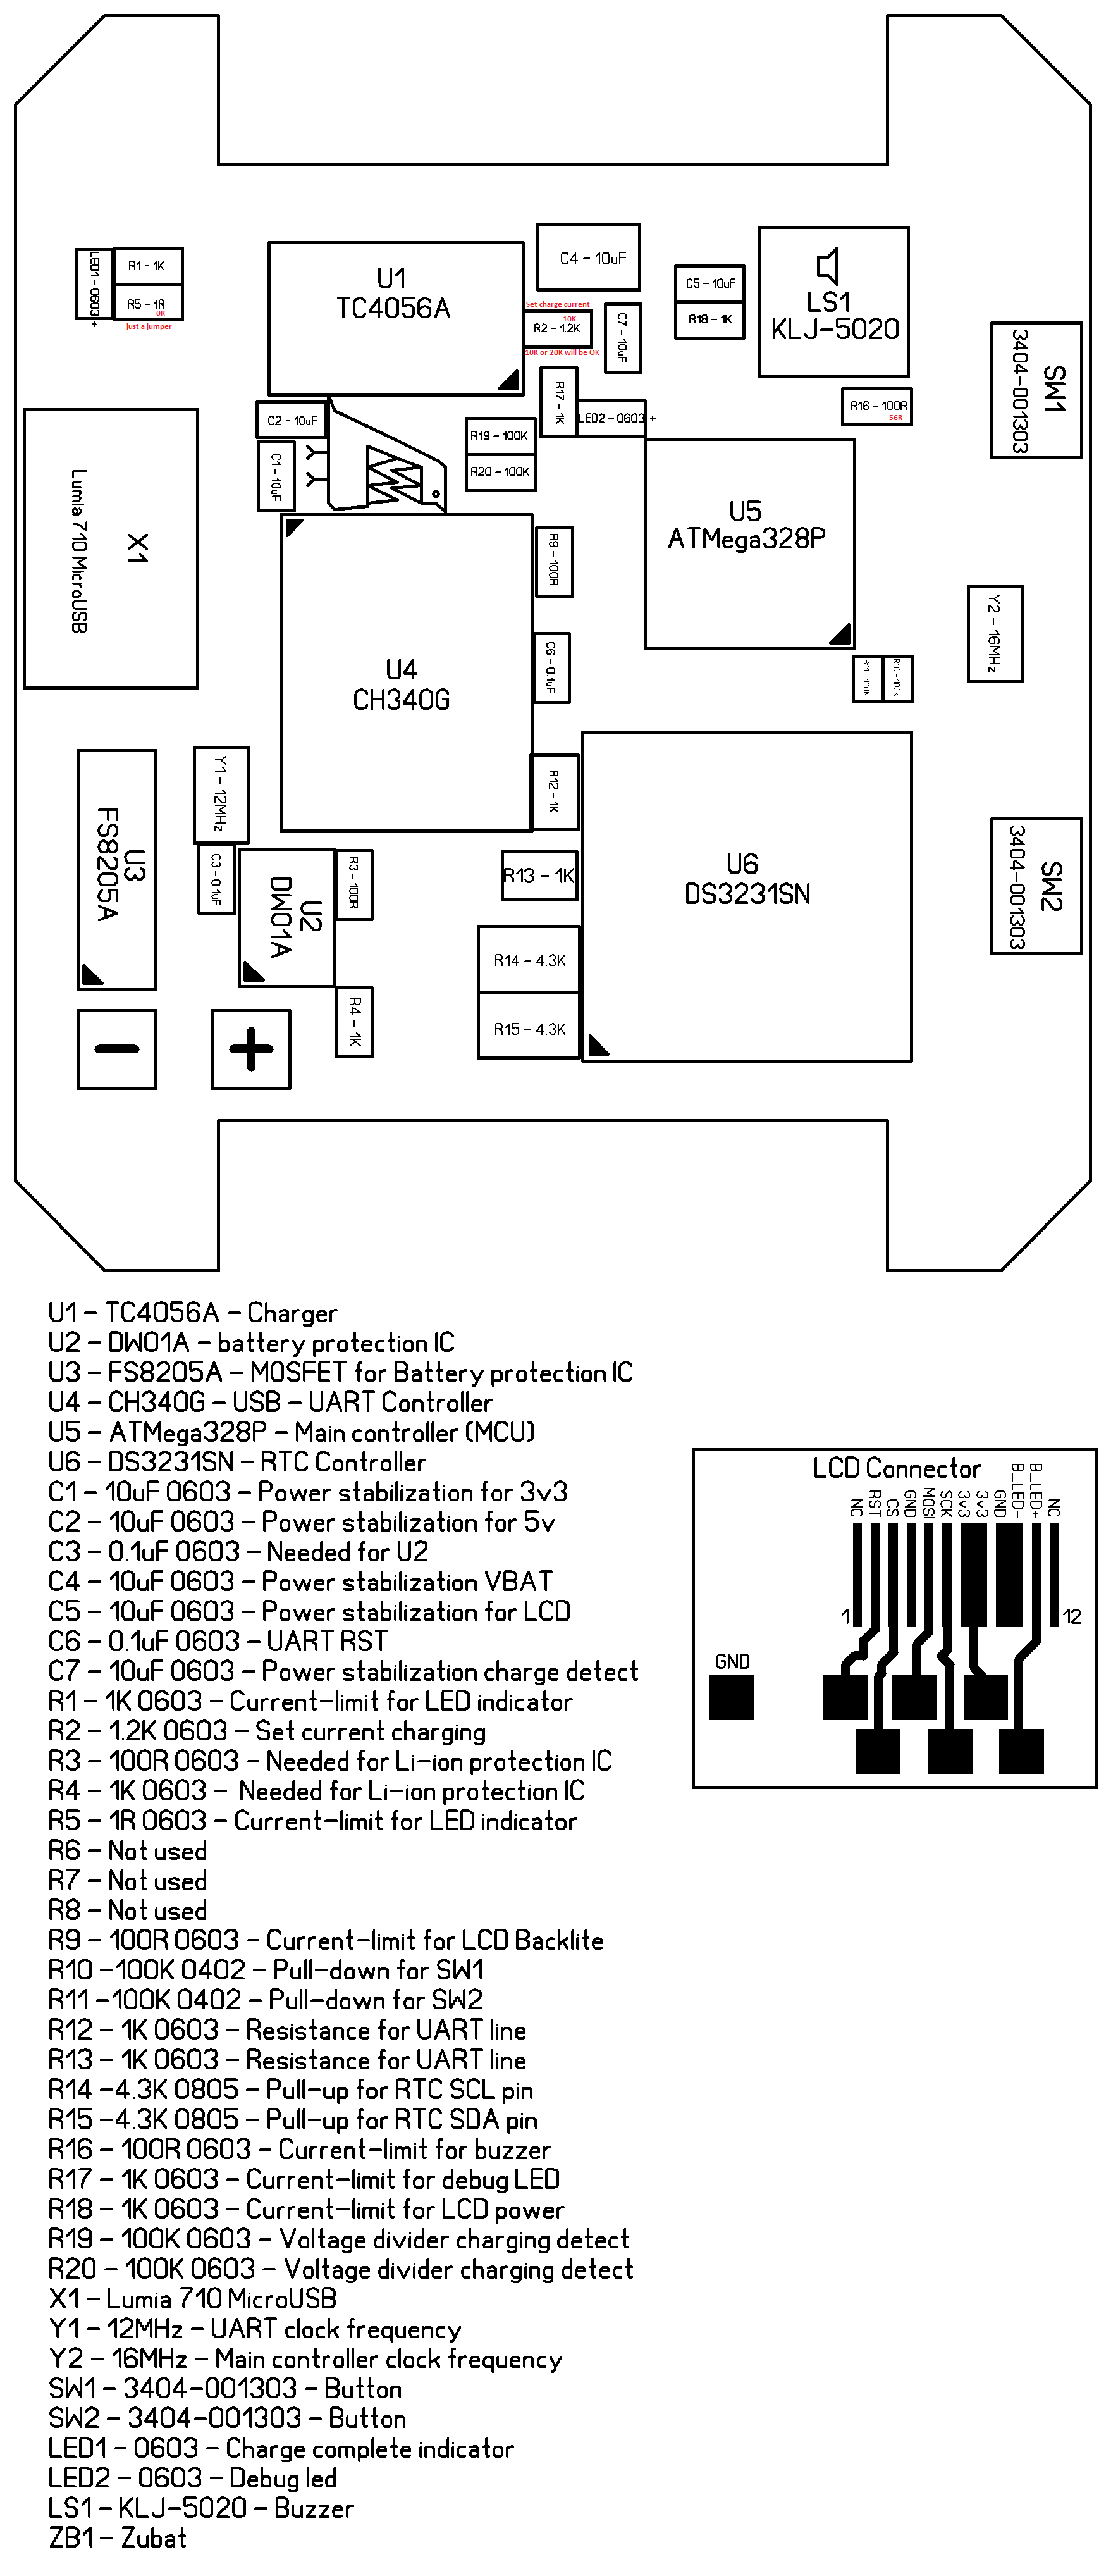 LED1 - 0603 +
R1 - 1K
R5 - 1R
0R
just a jumper
U1
TC4056A
C4 - 10uF
Set charge current
10K
R2 - 1.2K
10K or 20K will be OK
C7 - 10uF
C5 - 10uF
R18 - 1K
LS1
KLJ-5020
SW1
3404-001303
C2 - 10uF
C1 - 10uF
R19 - 100K
R20 - 100K
R17 - 1K
LED2 - 0603 +
R16 - 100R
56R
X1
Lumia 710 MicroUSB
U5
ATMega328P
R9 - 100R
U4
CH340G
C6 - 0.1uF
Y2 - 16MHz
R11 - 100K
R10 - 100K
U3
FS8205A
Y1 - 12MHz
C3 - 0.1uF
U2
DW01A
R3 - 100R
R12 - 1K
R13 - 1K
U6
DS3231SN
SW2
3404-001303
R14 - 4.3K
R15 - 4.3K
R4 - 1K
− +
U1 - TC4056A - Charger
U2 - DW01A - battery protection IC
U3 - FS8205A - MOSFET for Battery protection IC
U4 - CH340G - USB - UART Controller
U5 - ATMega328P - Main controller (MCU)
U6 - DS3231SN - RTC Controller
C1 - 10uF 0603 - Power stabilization for 3v3
C2 - 10uF 0603 - Power stabilization for 5v
C3 - 0.1uF 0603 - Needed for U2
C4 - 10uF 0603 - Power stabilization VBAT
C5 - 10uF 0603 - Power stabilization for LCD
C6 - 0.1uF 0603 - UART RST
C7 - 10uF 0603 - Power stabilization charge detect
R1 - 1K 0603 - Current-limit for LED indicator
R2 - 1.2K 0603 - Set current charging
R3 - 100R 0603 - Needed for Li-ion protection IC
R4 - 1K 0603 - Needed for Li-ion protection IC
R5 - 1R 0603 - Current-limit for LED indicator
R6 - Not used
R7 - Not used
R8 - Not used
R9 - 100R 0603 - Current-limit for LCD Backlite
R10 -100K 0402 - Pull-down for SW1
R11 -100K 0402 - Pull-down for SW2
R12 - 1K 0603 - Resistance for UART line
R13 - 1K 0603 - Resistance for UART line
R14 -4.3K 0805 - Pull-up for RTC SCL pin
R15 -4.3K 0805 - Pull-up for RTC SDA pin
R16 - 100R 0603 - Current-limit for buzzer
R17 - 1K 0603 - Current-limit for debug LED
R18 - 1K 0603 - Current-limit for LCD power
R19 - 100K 0603 - Voltage divider charging detect
R20 - 100K 0603 - Voltage divider charging detect
X1 - Lumia 710 MicroUSB
Y1 - 12MHz - UART clock frequency
Y2 - 16MHz - Main controller clock frequency
SW1 - 3404-001303 - Button
SW2 - 3404-001303 - Button
LED1 - 0603 - Charge complete indicator
LED2 - 0603 - Debug led
LS1 - KLJ-5020 - Buzzer
ZB1 - Zubat
LCD Connector
NC
RST
CS
GND
MOSI
SCK
3v3
3v3
GND
B_LED-
B_LED+
NC
1
12
GND